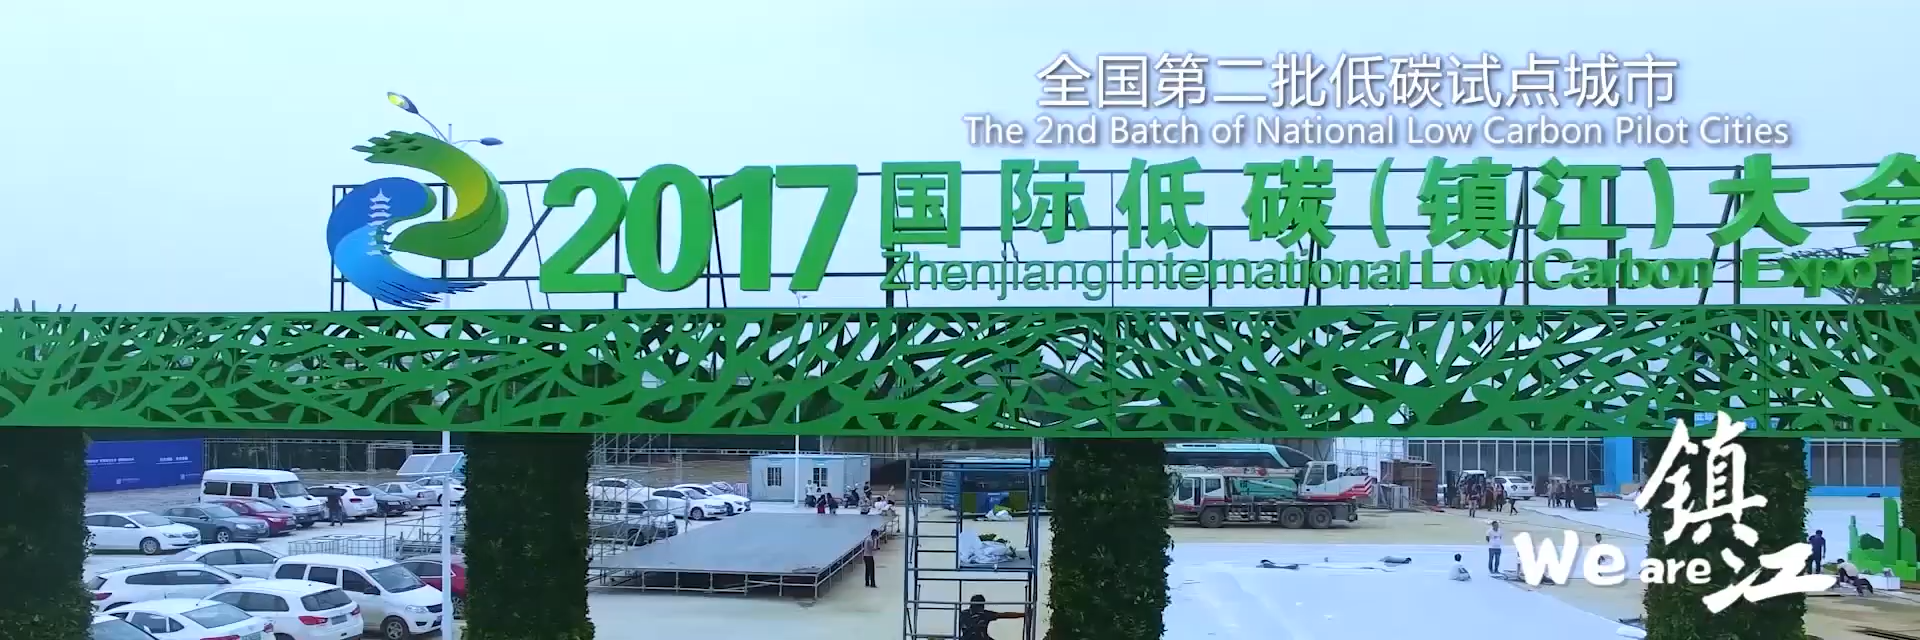 全国第二批低碳试点城市
The 2nd Batch of National Low Carbon Pilot Cities
2017国际低碳（镇江）大会
Zhenjiang International Low Carbon Expo
We are 镇江